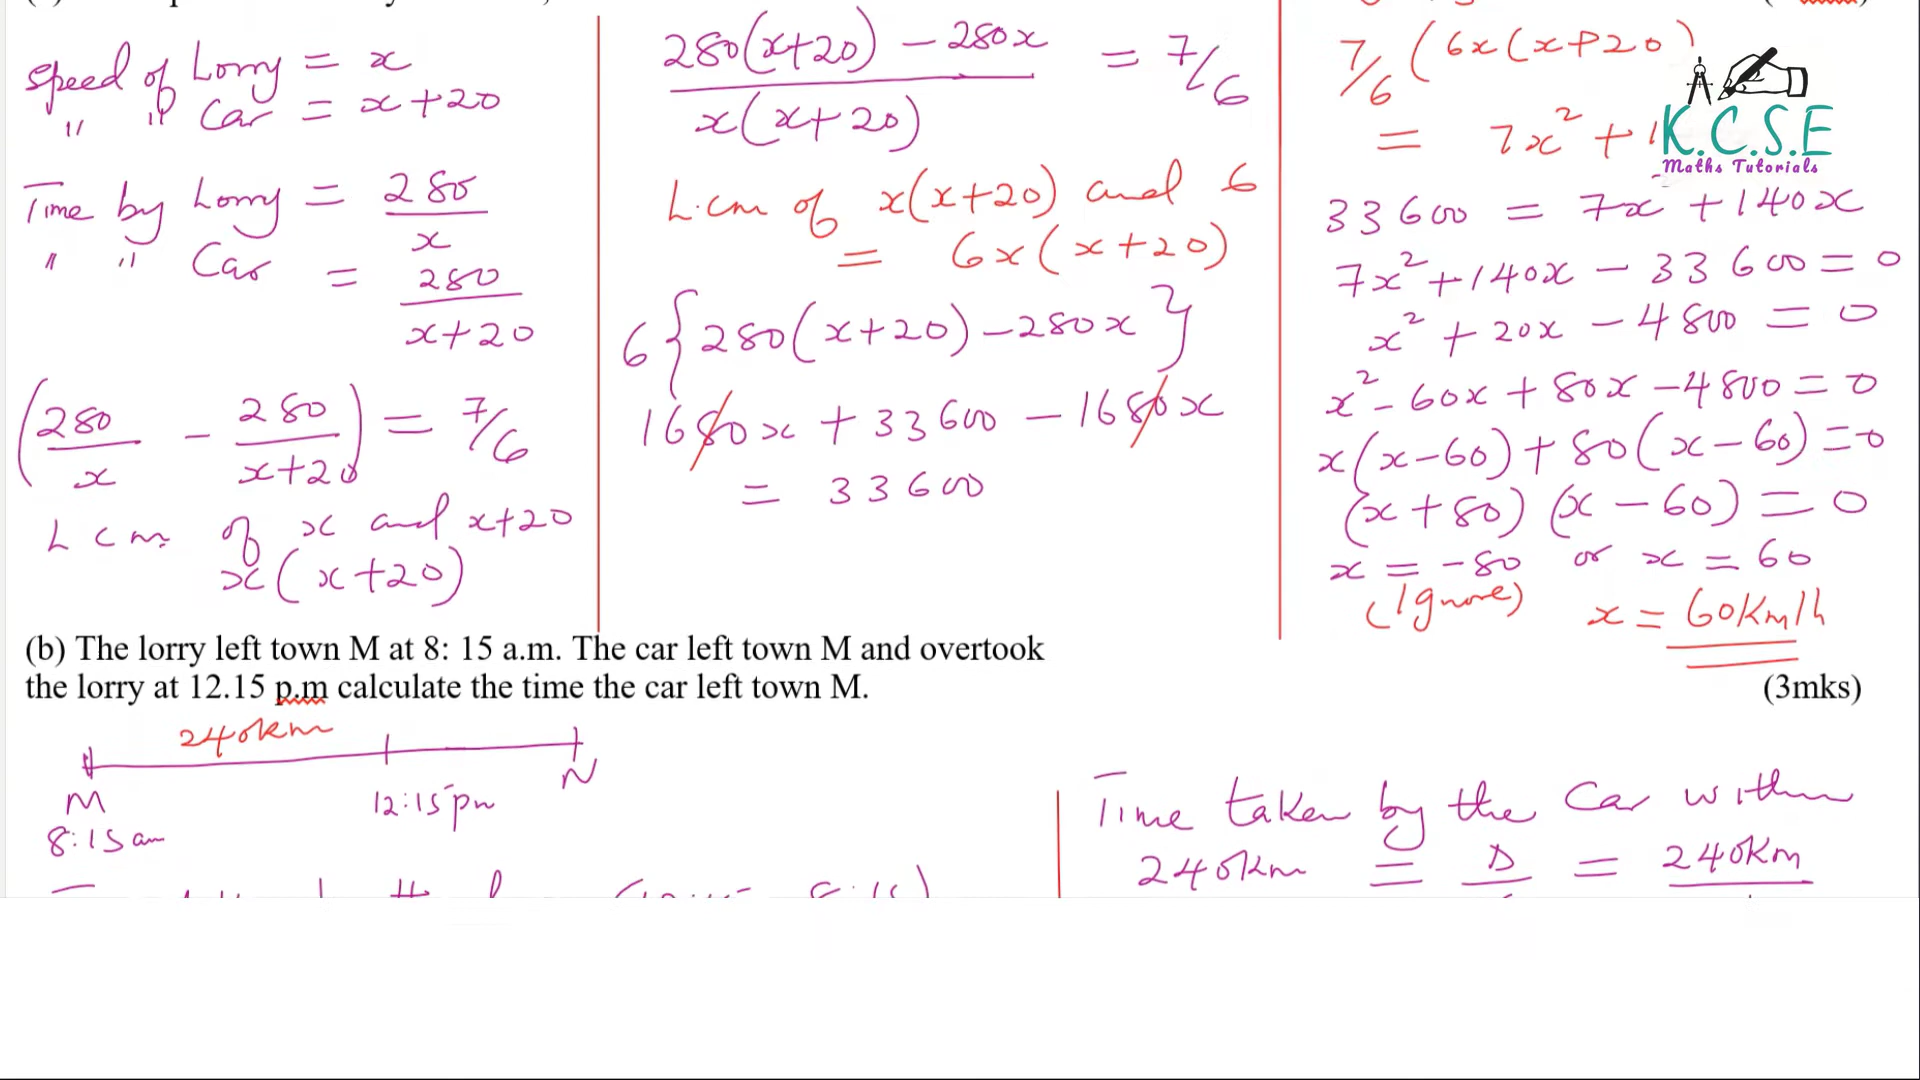 Speed of Lorry = x
" " Car = x+20
Time by Lorry = 280/x
" " Car = 280/x+20
(280/x - 280/x+20) = 7/6
L cm of x and x+20
x(x+20)
280(x+20) - 280x / x(x+20) = 7/6
L.cm of x(x+20) and 6
= 6x(x+20)
6{280(x+20)-280x}
1680x + 33600 - 1680x
= 33600
7/6 (6x(x+20)
= 7x² + 1
K.C.S.E
Maths Tutorials
33600 = 7x² +140x
7x²+140x - 33600 = 0
x² + 20x - 4800 = 0
x² - 60x + 80x - 4800 = 0
x(x-60)+80(x-60)=0
(x+80)(x-60) = 0
x = -80 or x = 60
(Ignore) x = 60Km/h
(b) The lorry left town M at 8: 15 a.m. The car left town M and overtook
the lorry at 12.15 p.m calculate the time the car left town M. (3mks)
240km
M N
12:15pm
8:15am
Time taken by the Car within
240km = D = 240km